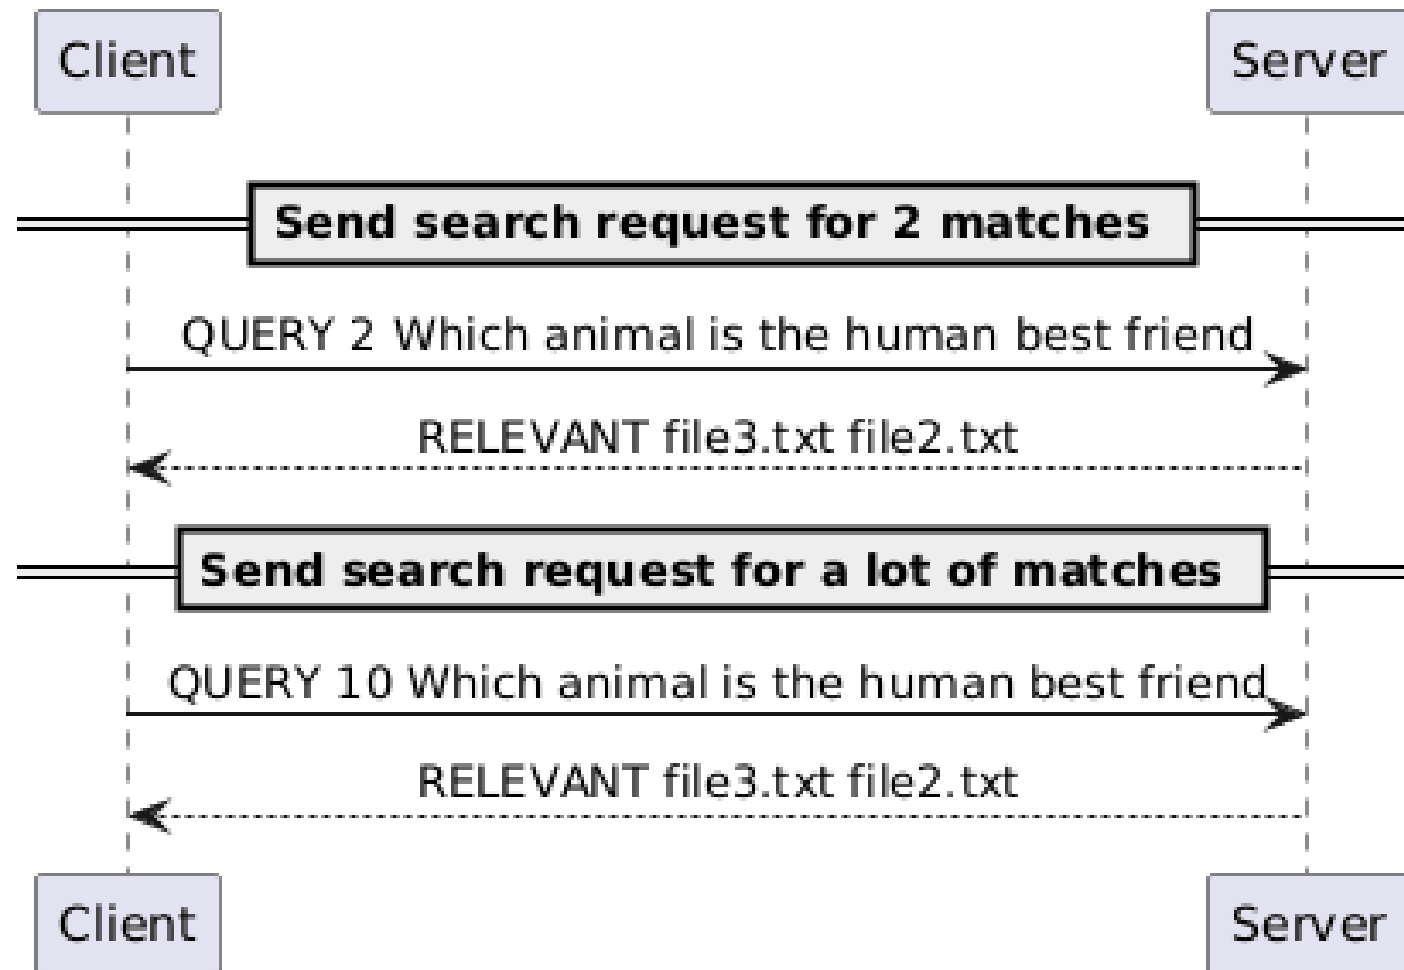 Client Server
Send search request for 2 matches
QUERY 2 Which animal is the human best friend
RELEVANT file3.txt file2.txt
Send search request for a lot of matches
QUERY 10 Which animal is the human best friend
RELEVANT file3.txt file2.txt
Client Server